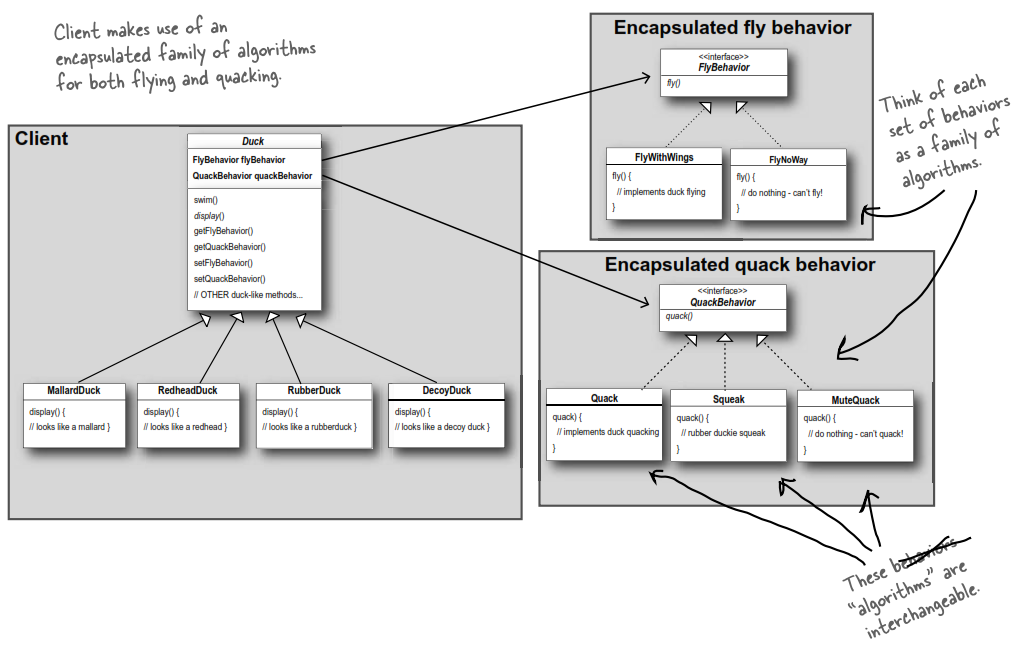 Client makes use of an
encapsulated family of algorithms
for both flying and quacking.
Client
Duck
FlyBehavior flyBehavior
QuackBehavior quackBehavior
swim()
display()
getFlyBehavior()
getQuackBehavior()
setFlyBehavior()
setQuackBehavior()
// OTHER duck-like methods...
MallardDuck
display() {
// looks like a mallard }
RedheadDuck
display() {
// looks like a redhead }
RubberDuck
display() {
// looks like a rubberduck }
DecoyDuck
display() {
// looks like a decoy duck }
Encapsulated fly behavior
<<interface>>
FlyBehavior
fly()
FlyWithWings
fly() {
// implements duck flying
}
FlyNoWay
fly() {
// do nothing - can't fly!
}
Think of each
set of behaviors
as a family of
algorithms.
Encapsulated quack behavior
<<interface>>
QuackBehavior
quack()
Quack
quack) {
// implements duck quacking
}
Squeak
quack() {
// rubber duckie squeak
}
MuteQuack
quack() {
// do nothing - can't quack!
}
These behaviors
“algorithms” are
interchangeable.